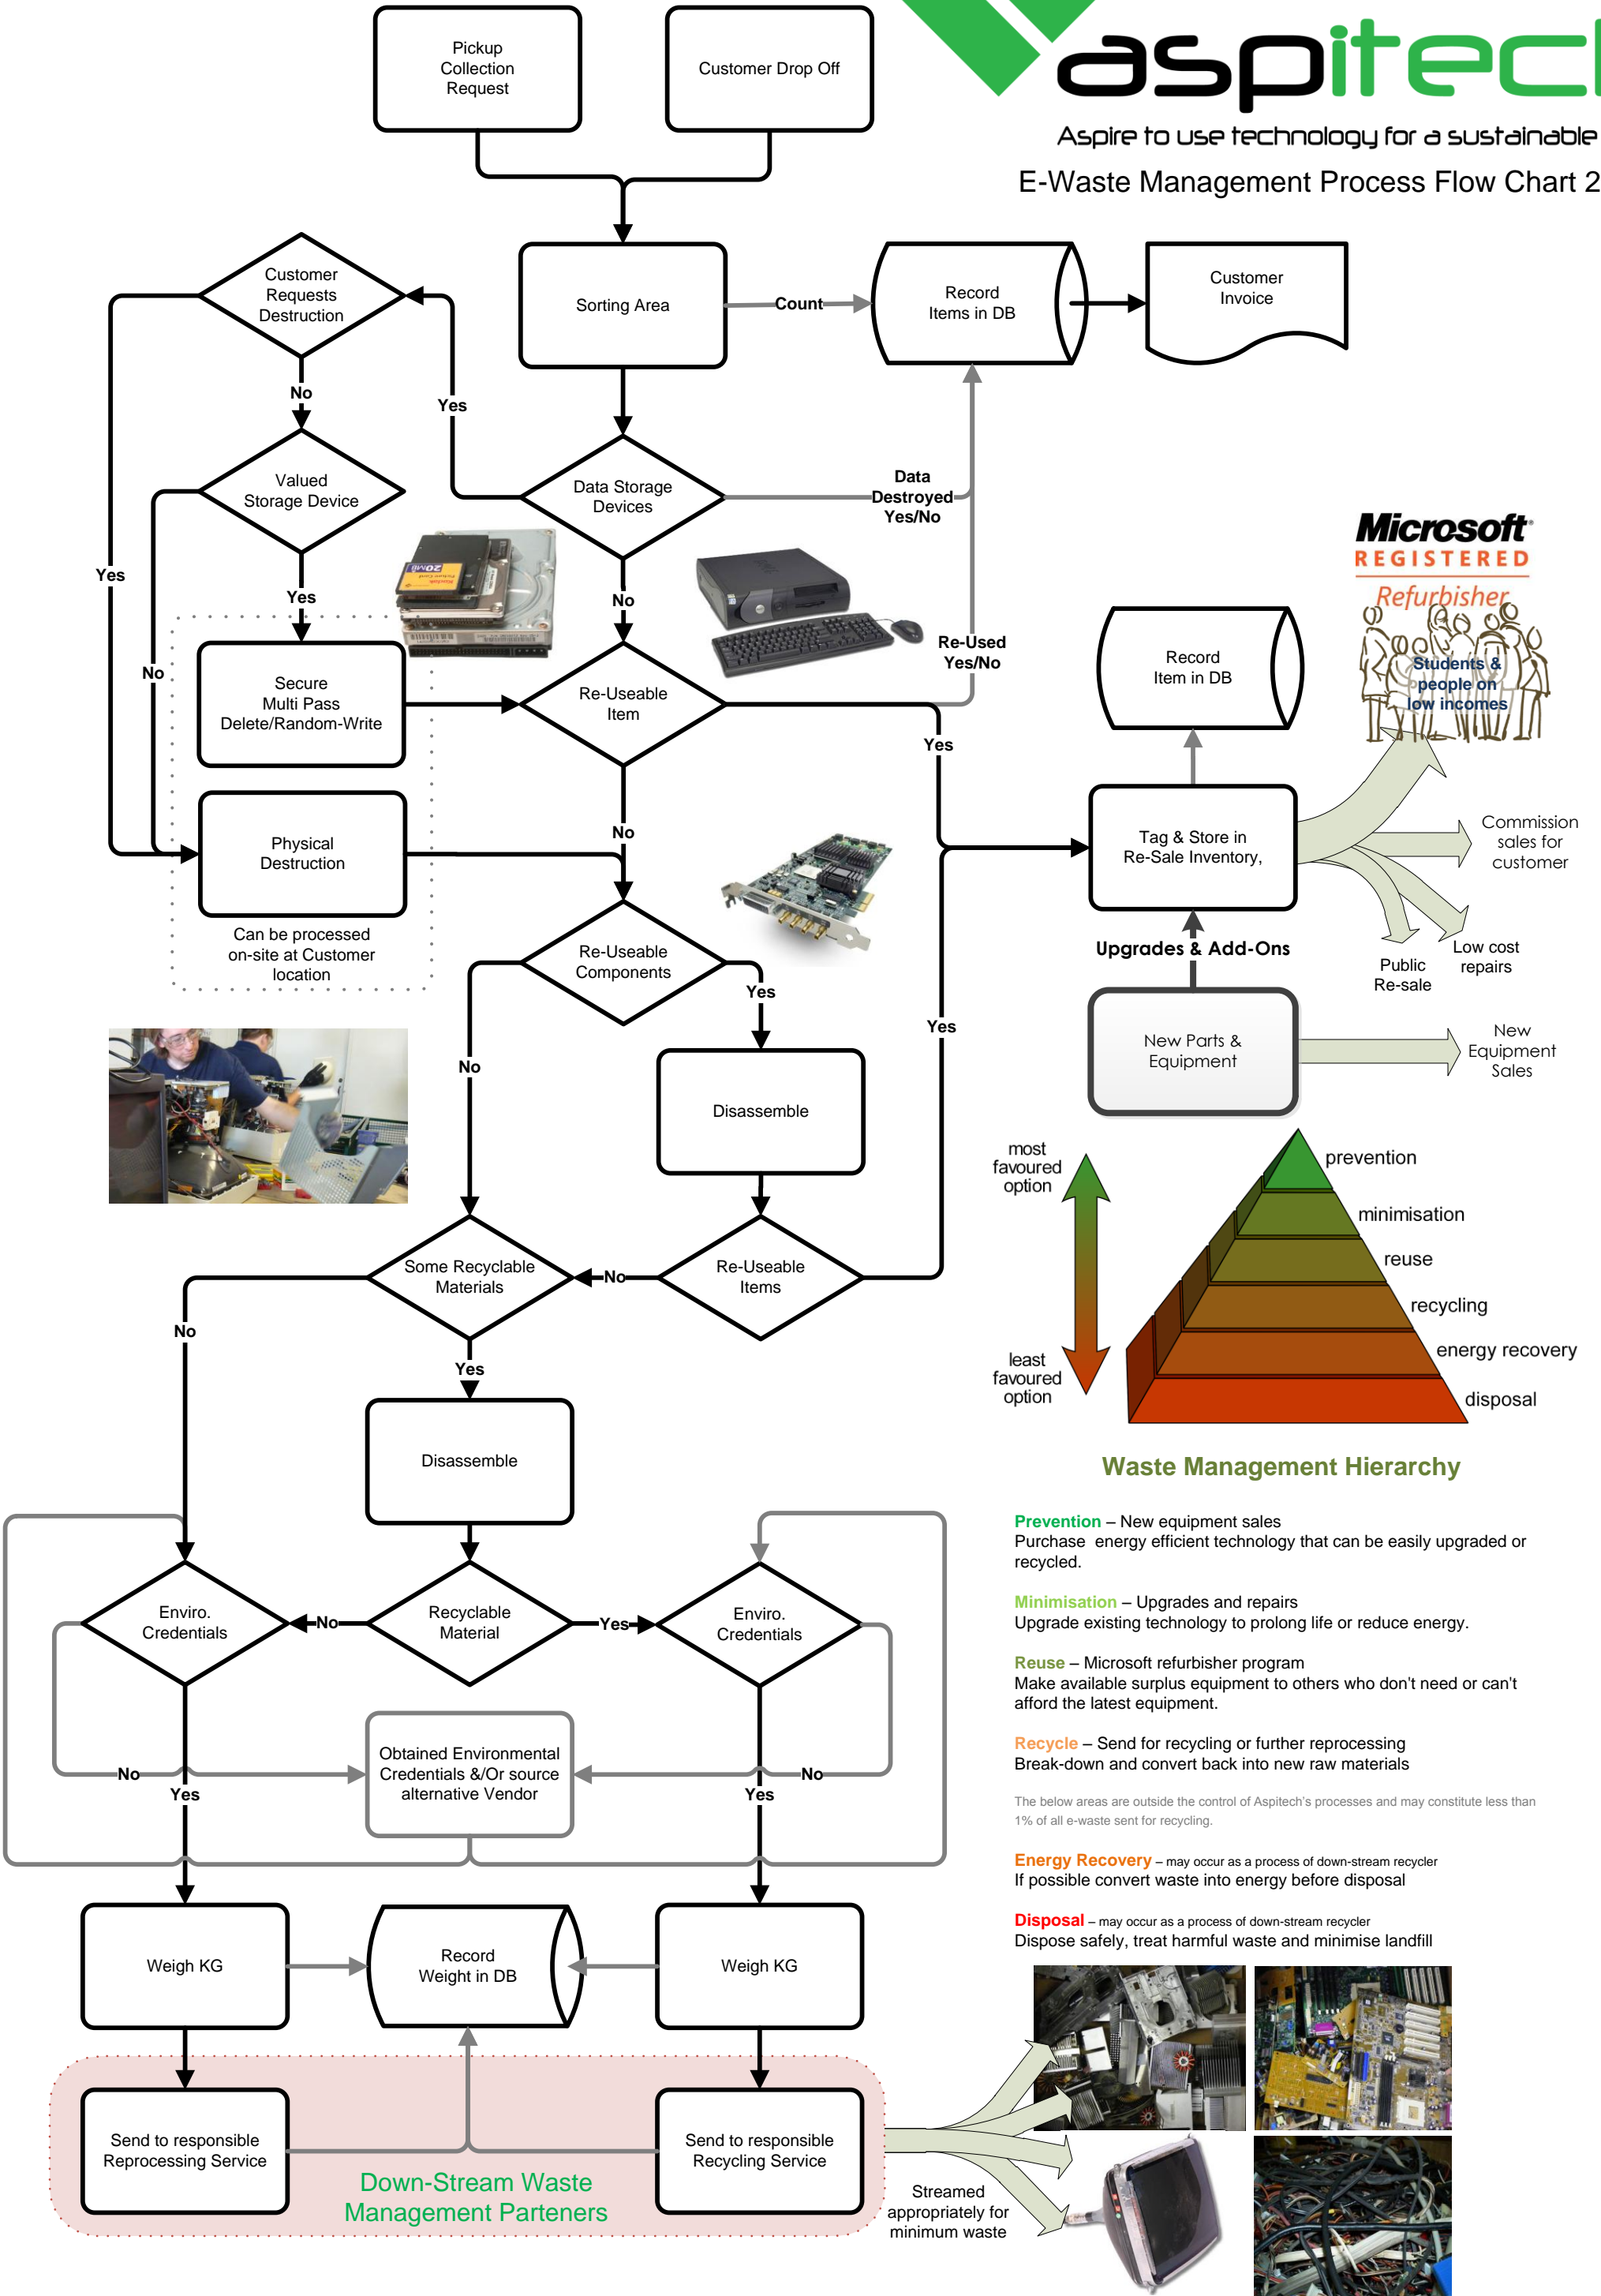 Pickup
Collection
Request
Customer Drop Off
aspitec
Aspire to use technology for a sustainable
E-Waste Management Process Flow Chart 2
Customer
Requests
Destruction
Sorting Area
Count
Record
Items in DB
Customer
Invoice
No
Yes
Valued
Storage Device
Data Storage
Devices
Data
Destroyed
Yes/No
Yes
Yes
No
No
Secure
Multi Pass
Delete/Random-Write
Re-Useable
Item
Re-Used
Yes/No
Yes
Record
Item in DB
Microsoft
REGISTERED
Refurbisher
Students &
people on
low incomes
Physical
Destruction
Can be processed
on-site at Customer
location
No
Tag & Store in
Re-Sale Inventory,
Commission
sales for
customer
Low cost
repairs
Public
Re-sale
Upgrades & Add-Ons
New Parts &
Equipment
New
Equipment
Sales
Re-Useable
Components
Yes
No
Yes
Disassemble
Some Recyclable
Materials
No
Re-Useable
Items
No
Yes
Disassemble
most
favoured
option
least
favoured
option
prevention
minimisation
reuse
recycling
energy recovery
disposal
Waste Management Hierarchy
Prevention – New equipment sales
Purchase energy efficient technology that can be easily upgraded or
recycled.
Minimisation – Upgrades and repairs
Upgrade existing technology to prolong life or reduce energy.
Reuse – Microsoft refurbisher program
Make available surplus equipment to others who don't need or can't
afford the latest equipment.
Recycle – Send for recycling or further reprocessing
Break-down and convert back into new raw materials
The below areas are outside the control of Aspitech's processes and may constitute less than
1% of all e-waste sent for recycling.
Energy Recovery – may occur as a process of down-stream recycler
If possible convert waste into energy before disposal
Disposal – may occur as a process of down-stream recycler
Dispose safely, treat harmful waste and minimise landfill
Enviro.
Credentials
No
Recyclable
Material
Yes
Enviro.
Credentials
No
Yes
Obtained Environmental
Credentials &/Or source
alternative Vendor
No
Yes
Weigh KG
Record
Weight in DB
Weigh KG
Send to responsible
Reprocessing Service
Send to responsible
Recycling Service
Down-Stream Waste
Management Parteners
Streamed
appropriately for
minimum waste